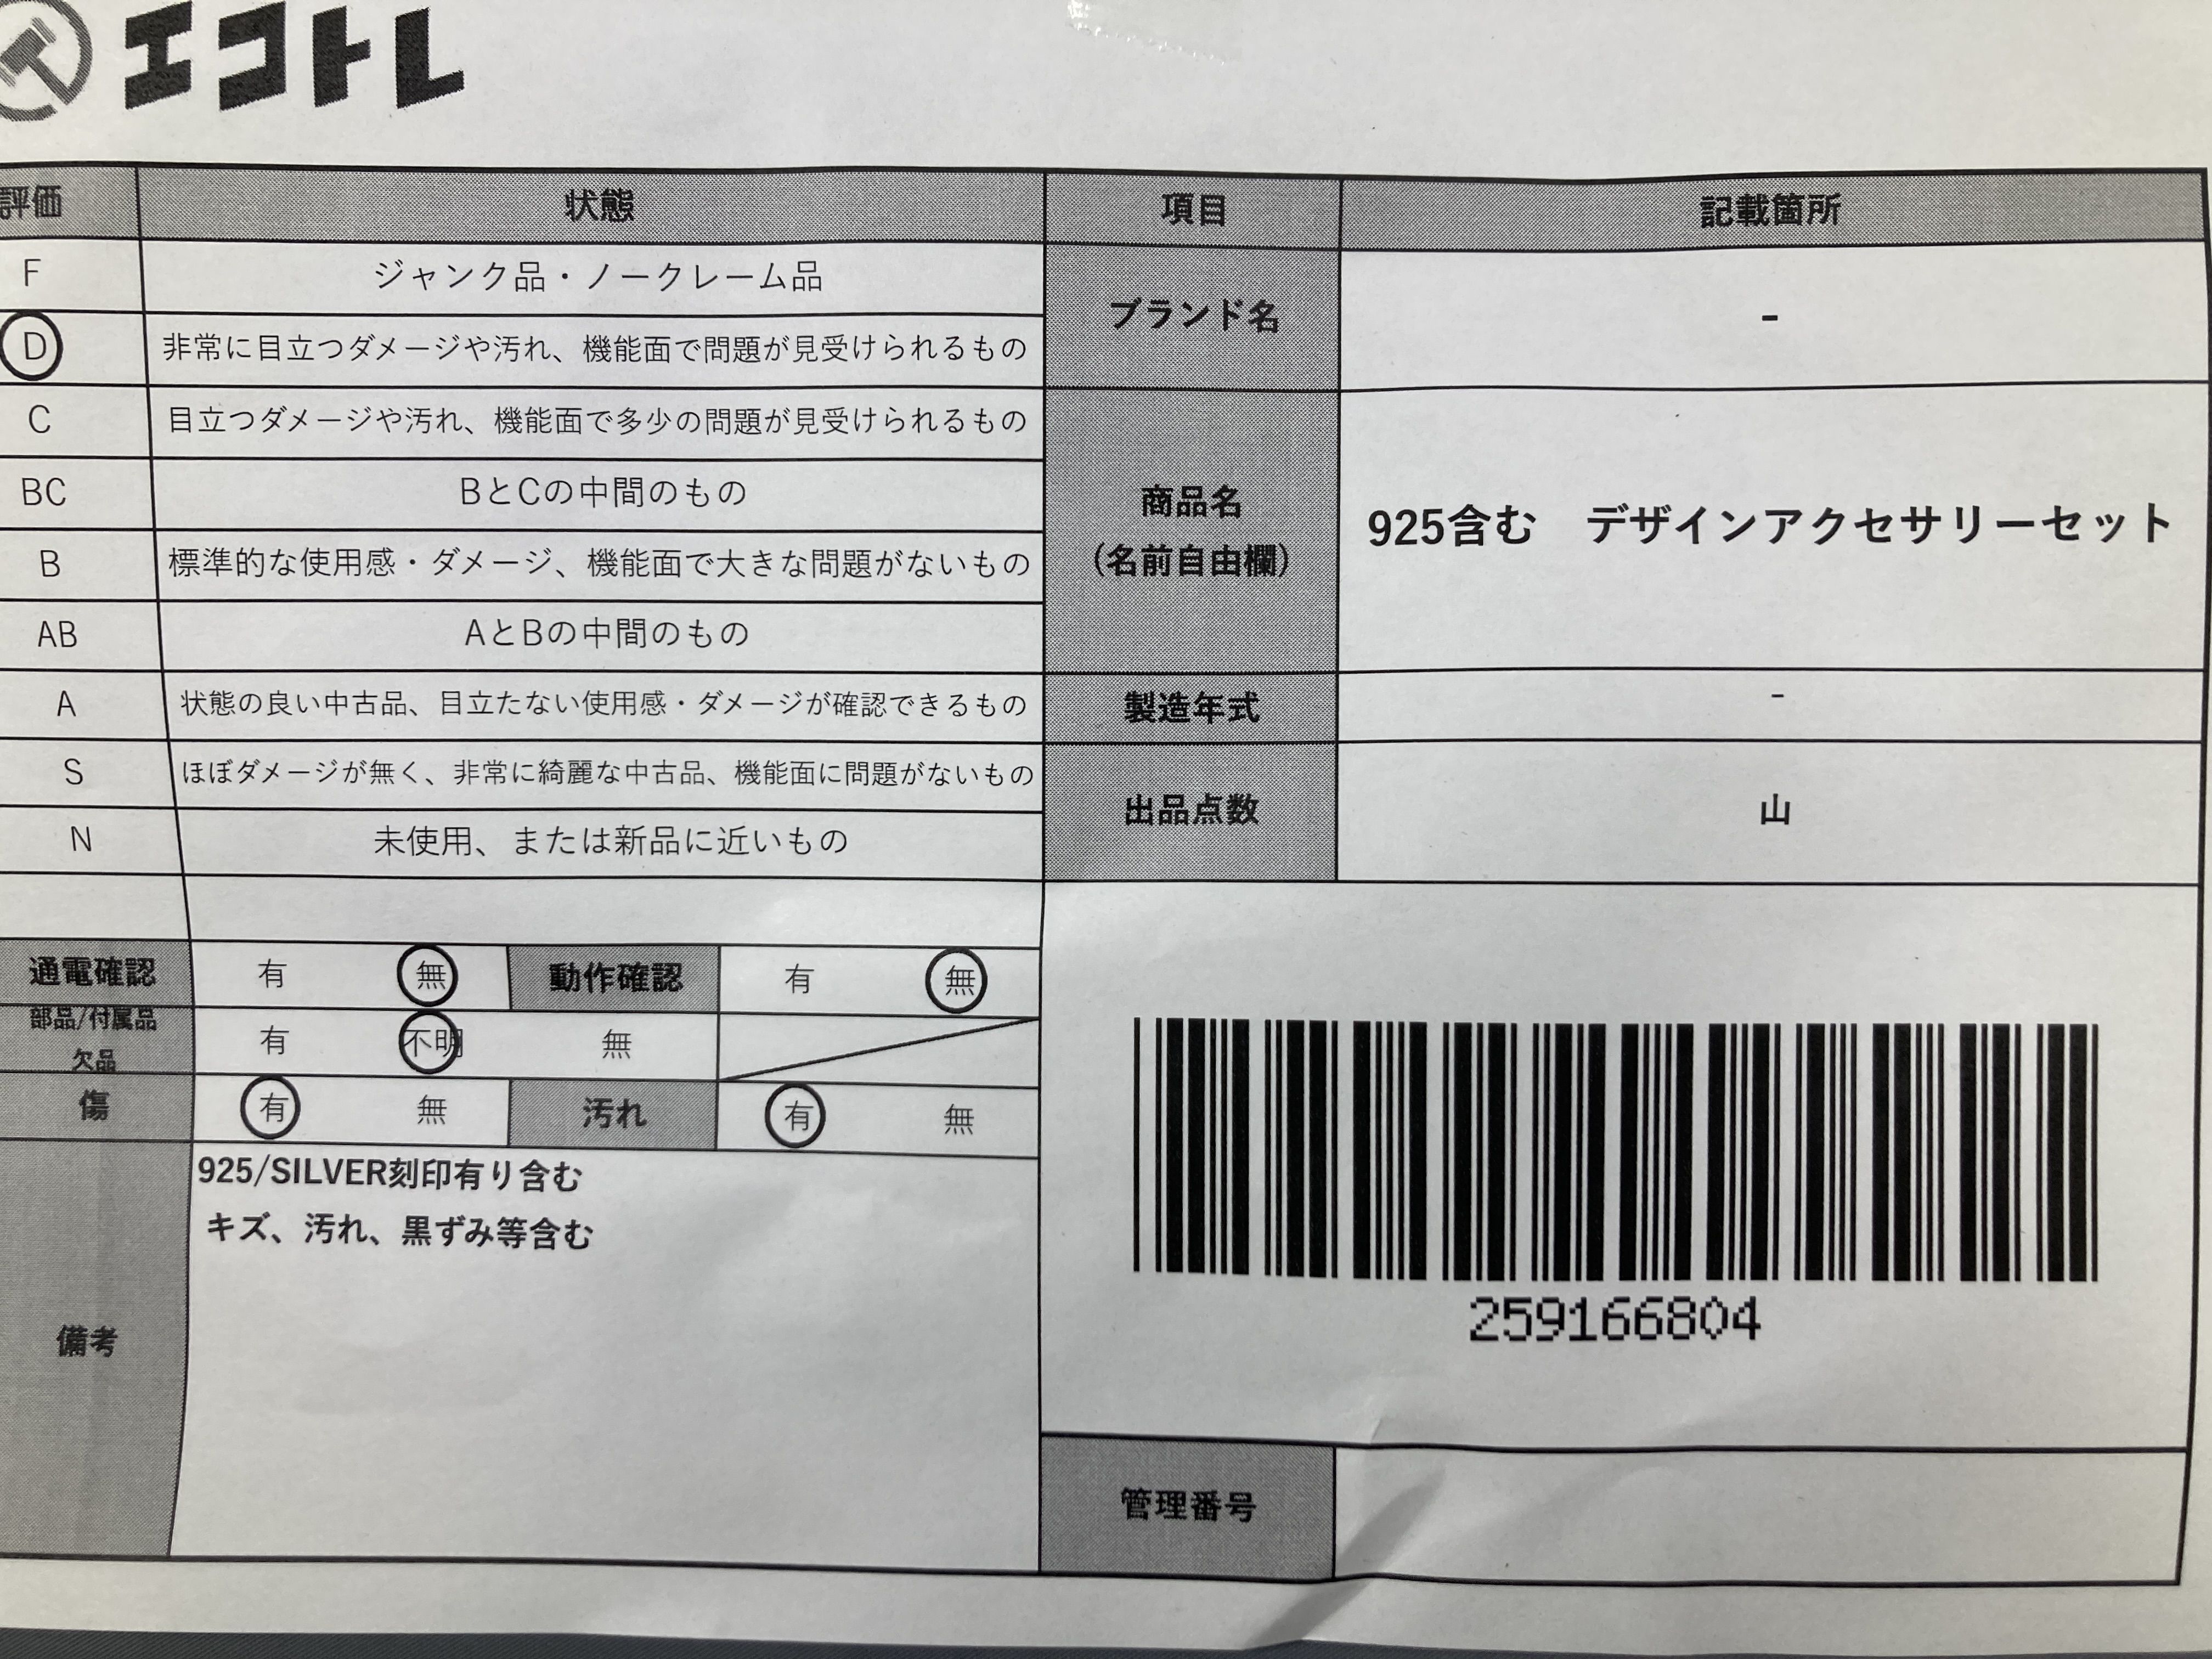 エコトレ
評価 状態 項目 記載箇所
F ジャンク品・ノークレーム品
D 非常に目立つダメージや汚れ、機能面で問題が見受けられるもの
ブランド名 -
C 目立つダメージや汚れ、機能面で多少の問題が見受けられるもの
BC BとCの中間のもの
B 標準的な使用感・ダメージ、機能面で大きな問題がないもの
AB AとBの中間のもの
商品名
(名前自由欄)
925含む　デザインアクセサリーセット
A 状態の良い中古品、目立たない使用感・ダメージが確認できるもの
製造年式 -
S ほぼダメージが無く、非常に綺麗な中古品、機能面に問題がないもの
N 未使用、または新品に近いもの
出品点数 山
通電確認 有 無 動作確認 有 無
部品/付属品
欠品
有 不明 無
傷 有 無 汚れ 有 無
備考
925/SILVER刻印有り含む
キズ、汚れ、黒ずみ等含む
259166804
管理番号